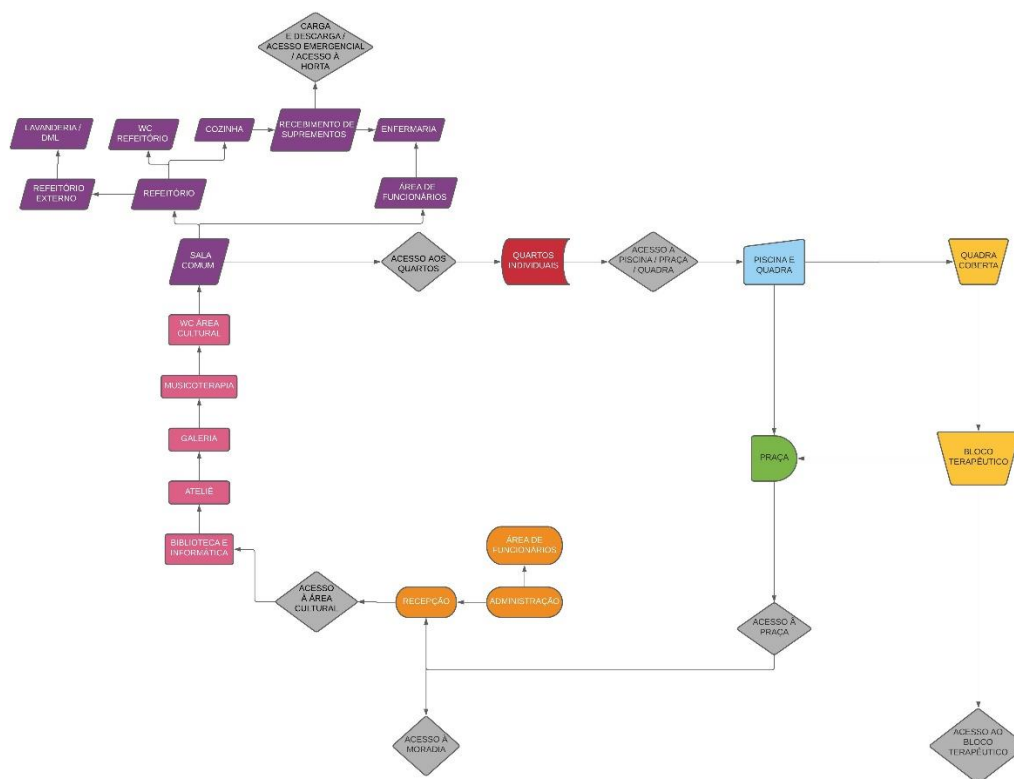 CARGA
E DESCARGA /
ACESSO EMERGENCIAL
/ ACESSO À
HORTA
LAVANDERIA /
DML
WC
REFEITÓRIO
COZINHA
RECEBIMENTO DE
SUPREMENTOS
ENFERMARIA
REFEITÓRIO
EXTERNO
REFEITÓRIO
ÁREA DE
FUNCIONÁRIOS
SALA
COMUM
ACESSO AOS
QUARTOS
QUARTOS
INDIVIDUAIS
ACESSO A
PISCINA / PRAÇA
/ QUADRA
PISCINA E
QUADRA
QUADRA
COBERTA
WC ÁREA
CULTURAL
MUSICOTERAPIA
GALERIA
PRAÇA
BLOCO
TERAPÊUTICO
ATELIÊ
BIBLIOTECA E
INFORMÁTICA
ÁREA DE
FUNCIONÁRIOS
ACESSO
À ÁREA
CULTURAL
RECEPÇÃO
ADMINISTRAÇÃO
ACESSO À
PRAÇA
ACESSO À
MORADIA
ACESSO AO
BLOCO
TERAPÊUTICO